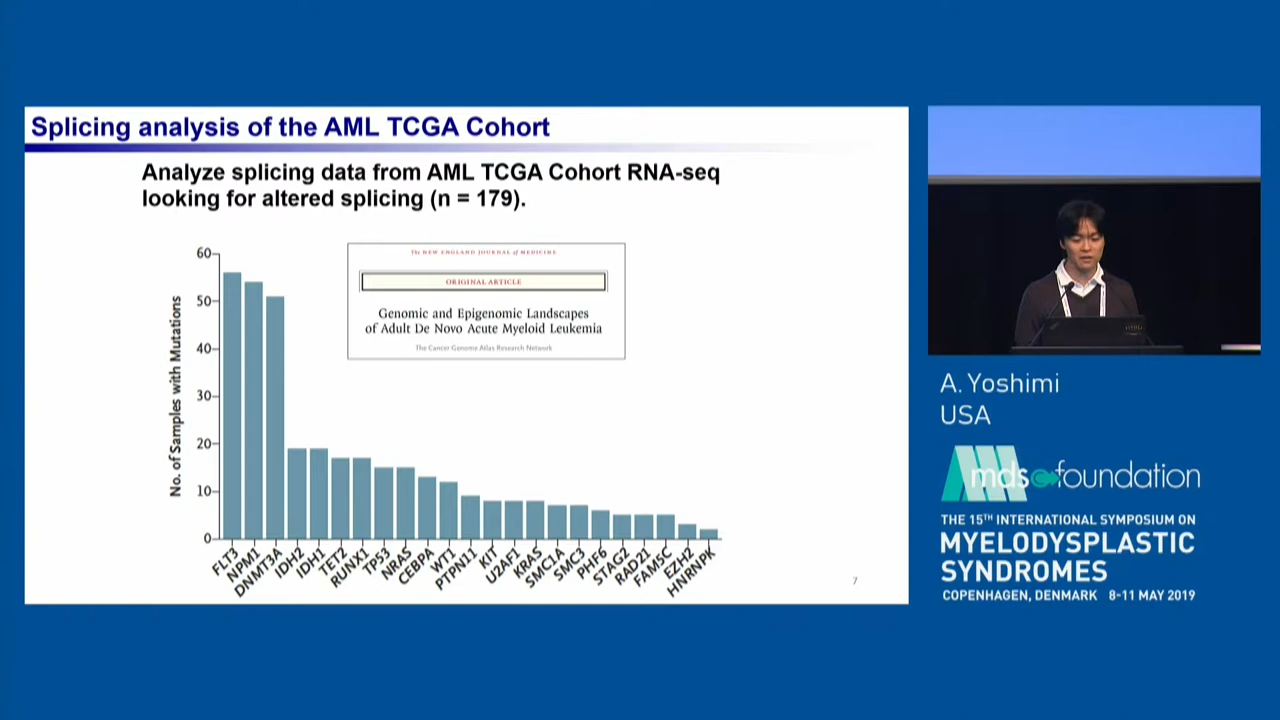 Splicing analysis of the AML TCGA Cohort
Analyze splicing data from AML TCGA Cohort RNA-seq
looking for altered splicing (n = 179).
The NEW ENGLAND JOURNAL of MEDICINE
ORIGINAL ARTICLE
Genomic and Epigenomic Landscapes
of Adult De Novo Acute Myeloid Leukemia
The Cancer Genome Atlas Research Network
No. of Samples with Mutations
60
50
40
30
20
10
0
FLT3
NPM1
DNMT3A
IDH2
IDH1
TET2
RUNX1
TP53
NRAS
CEBPA
WT1
PTPN11
KIT
U2AF1
KRAS
SMC1A
SMC3
PHF6
STAG2
RAD21
FAM5C
EZH2
HNRNPK
7
A. Yoshimi
USA
mds foundation
THE 15TH INTERNATIONAL SYMPOSIUM ON
MYELODYSPLASTIC
SYNDROMES
COPENHAGEN, DENMARK 8-11 MAY 2019